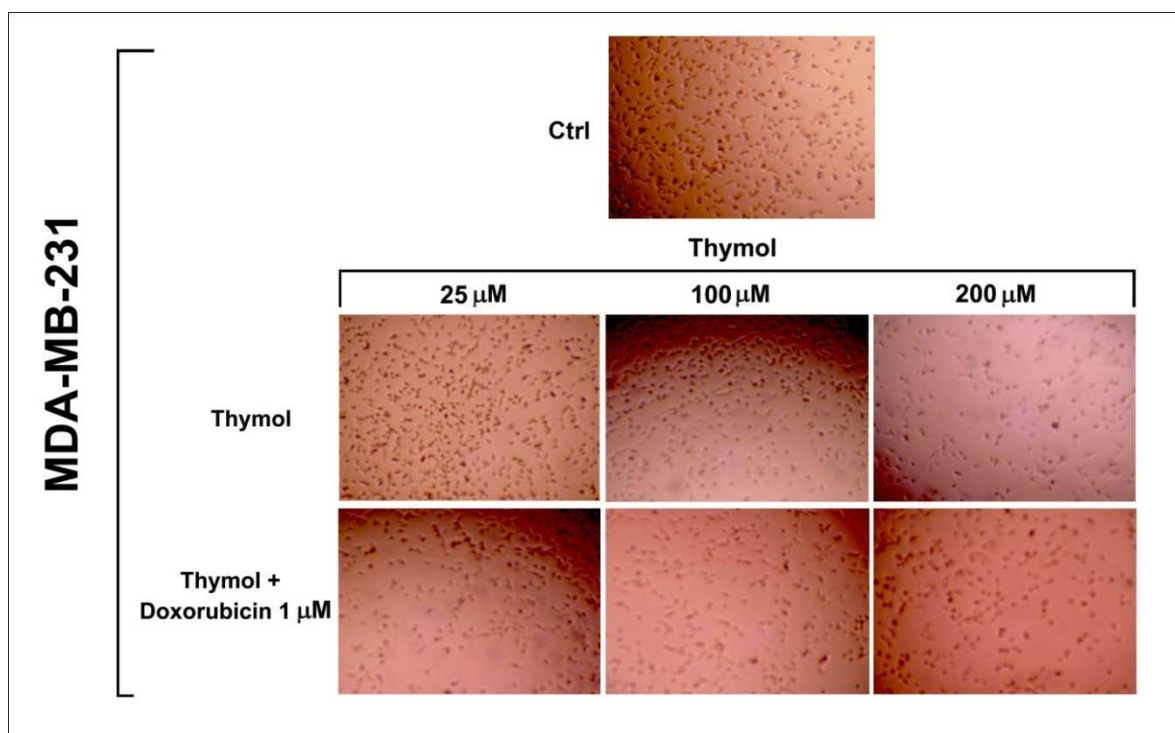 MDA-MB-231
Ctrl
Thymol
25 μM
100 μM
200 μM
Thymol
Thymol +
Doxorubicin 1 μM